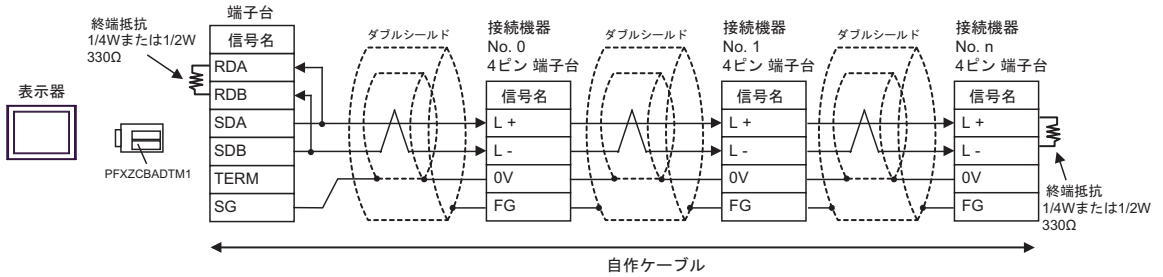 終端抵抗
1/4Wまたは1/2W
330Ω
表示器
PFXZCBADTM1
端子台
信号名
RDA
RDB
SDA
SDB
TERM
SG
ダブルシールド
接続機器
No. 0
4ピン 端子台
信号名
L +
L -
0V
FG
ダブルシールド
接続機器
No. 1
4ピン 端子台
信号名
L +
L -
0V
FG
ダブルシールド
接続機器
No. n
4ピン 端子台
信号名
L +
L -
0V
FG
終端抵抗
1/4Wまたは1/2W
330Ω
自作ケーブル